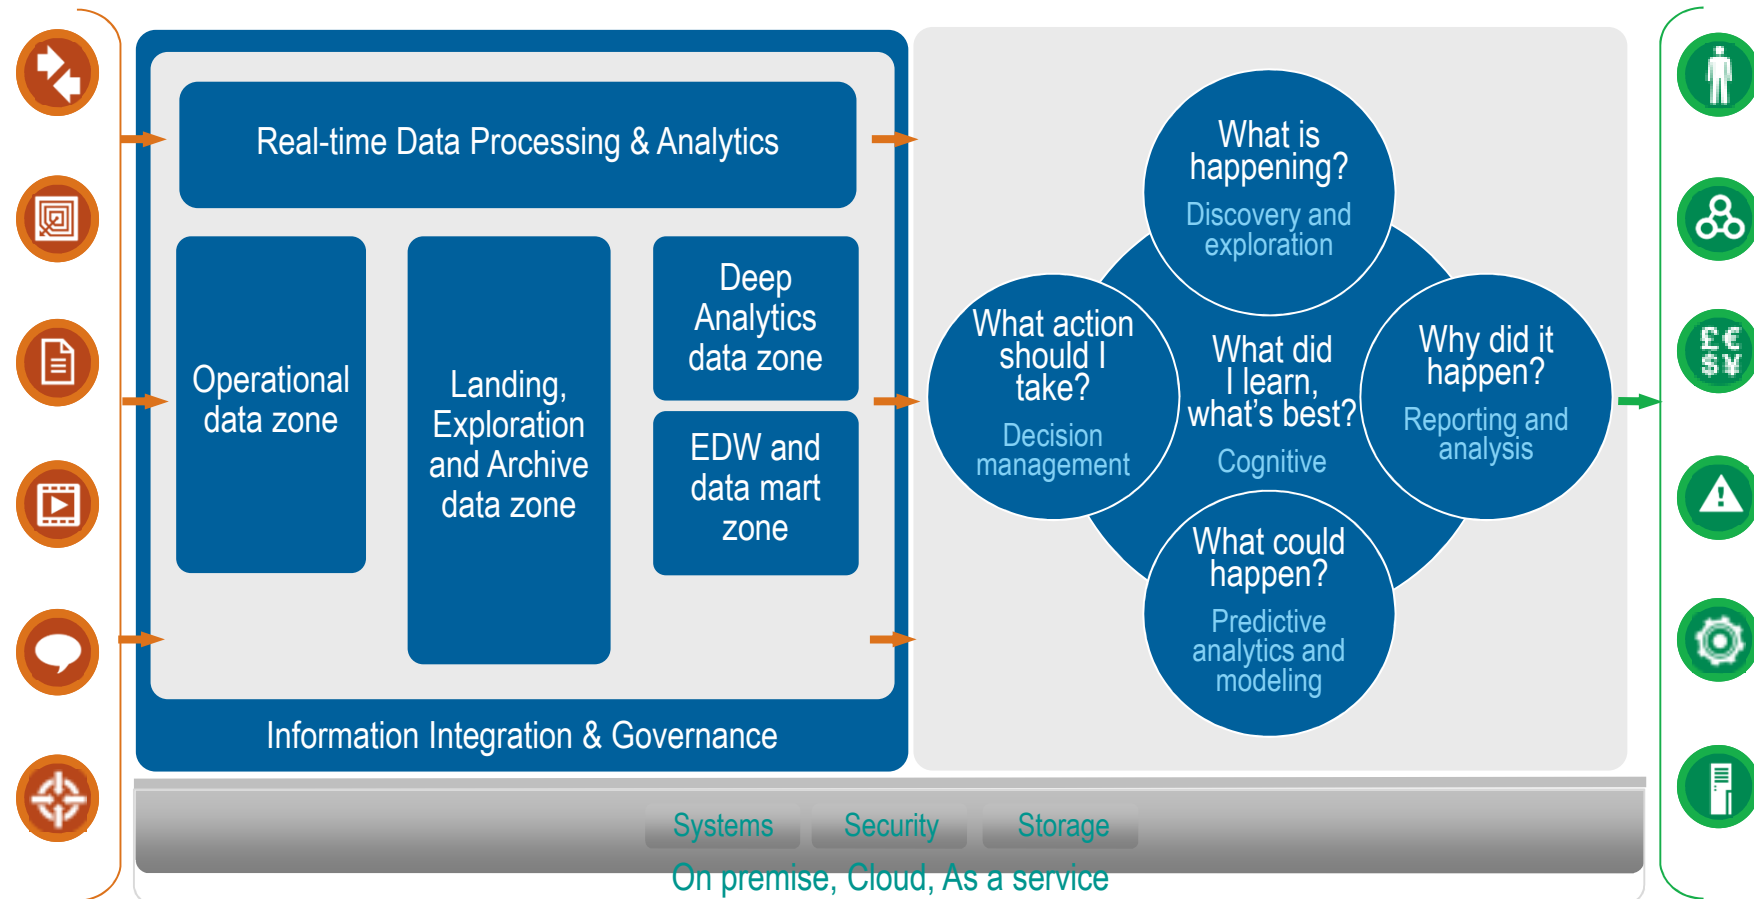 Real-time Data Processing & Analytics
Operational
data zone
Landing,
Exploration
and Archive
data zone
Deep
Analytics
data zone
EDW and
data mart
zone
Information Integration & Governance
What is
happening?
Discovery and
exploration
What action
should I
take?
Decision
management
What did
I learn,
what’s best?
Cognitive
Why did it
happen?
Reporting and
analysis
What could
happen?
Predictive
analytics and
modeling
£€
$¥
Systems
Security
Storage
On premise, Cloud, As a service